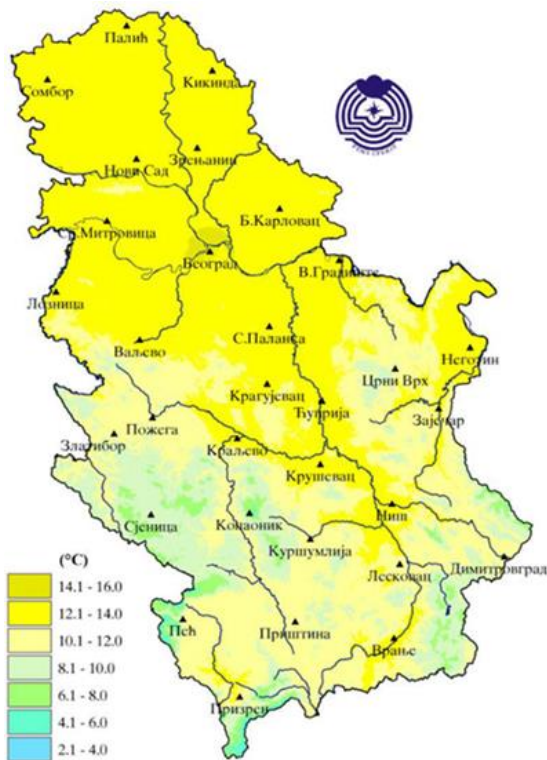 Палић
Кикинда
Сомбор
Зрењанин
Нови Сад
Б.Карловац
Ср.Митровица
Београд
В.Градиште
Лозница
С.Паланка
Ваљево
Неготин
Црни Врх
Крагујевац
Ћуприја
Зајечар
Пожега
Златибор
Краљево
Крушевац
Ниш
Сјеница
Копаоник
Куршумлија
Димитровград
Лесковац
(°C)
14.1 - 16.0
12.1 - 14.0
10.1 - 12.0
8.1 - 10.0
6.1 - 8.0
4.1 - 6.0
2.1 - 4.0
Пећ
Приштина
Врање
Призрен